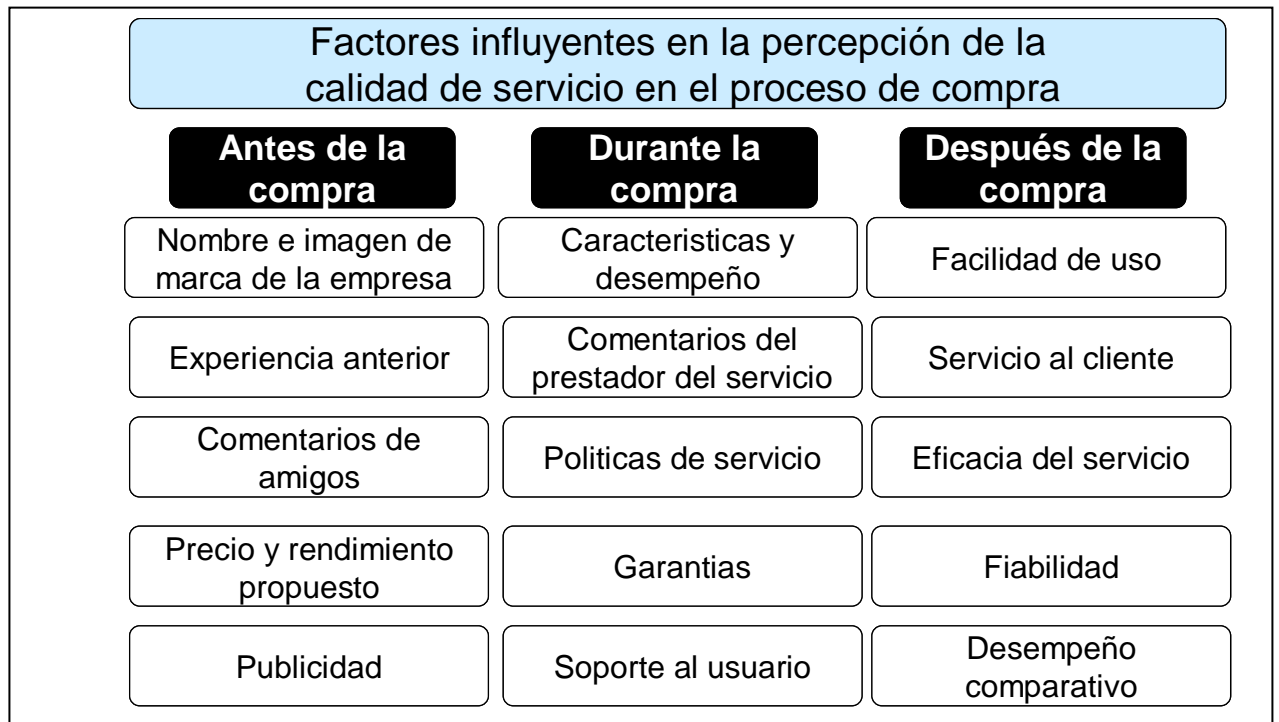 Factores influyentes en la percepción de la
calidad de servicio en el proceso de compra
Antes de la
compra
Durante la
compra
Después de la
compra
Nombre e imagen de
marca de la empresa
Caracteristicas y
desempeño
Facilidad de uso
Experiencia anterior
Comentarios del
prestador del servicio
Servicio al cliente
Comentarios de
amigos
Politicas de servicio
Eficacia del servicio
Precio y rendimiento
propuesto
Garantias
Fiabilidad
Publicidad
Soporte al usuario
Desempeño
comparativo